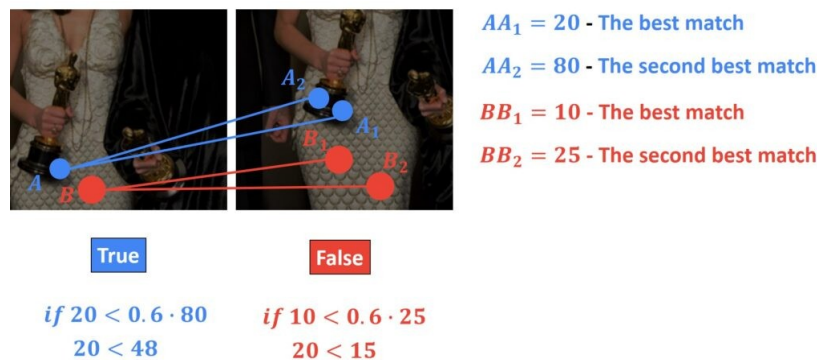 AA₁ = 20 - The best match
AA₂ = 80 - The second best match
BB₁ = 10 - The best match
BB₂ = 25 - The second best match
A₂
A₁
B₁
B₂
A
B
True
False
if 20 < 0.6 · 80
20 < 48
if 10 < 0.6 · 25
20 < 15